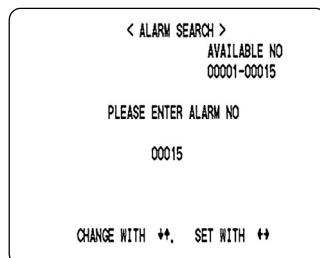 < ALARM SEARCH >
AVAILABLE NO
00001-00015
PLEASE ENTER ALARM NO
00015
CHANGE WITH ↓↑. SET WITH ←→